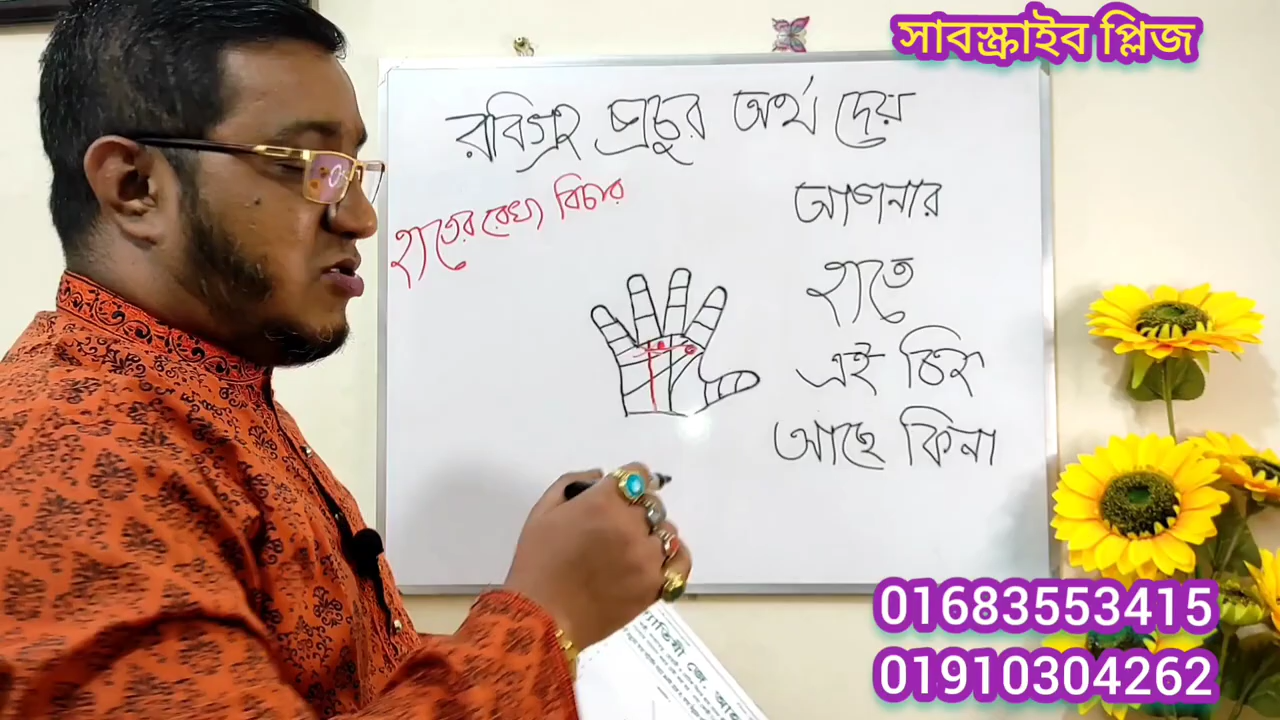 সাবস্ক্রাইব প্লিজ
রবিগ্রহ প্রচুর অর্থ দেয়
হাতের রেখা বিচার
আপনার
হাতে
এই চিহ্ন
আছে কিনা
01683553415
01910304262